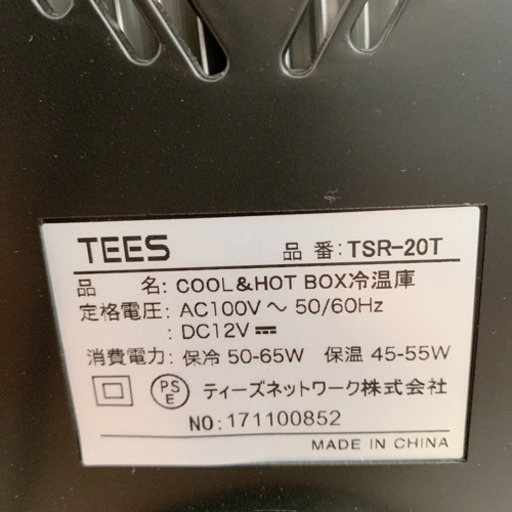 TEES 品 番: TSR-20T
品 名: COOL&HOT BOX冷温庫
定格電圧: AC100V～ 50/60Hz
: DC12V⎓
消費電力: 保冷 50-65W 保温 45-55W
PSE ティーズネットワーク株式会社
NO: 171100852
MADE IN CHINA